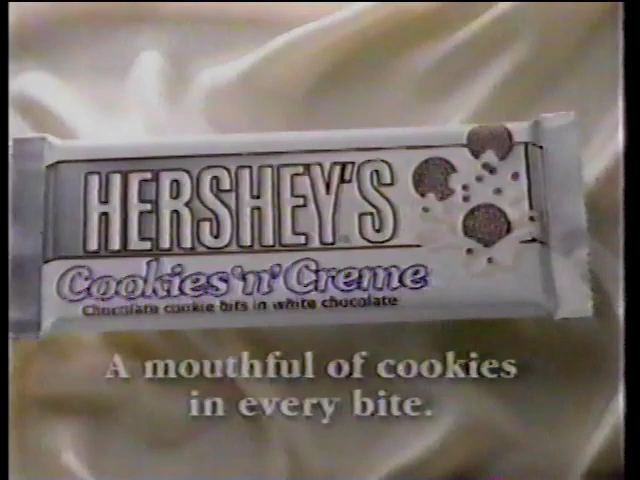 HERSHEY'S
Cookies 'n' Creme
Chocolate cookie bits in white chocolate
A mouthful of cookies
in every bite.